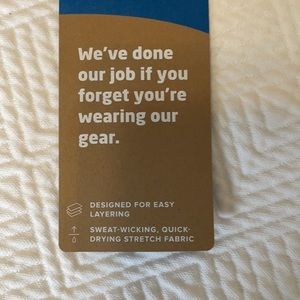 We've done
our job if you
forget you're
wearing our
gear.
DESIGNED FOR EASY
LAYERING
SWEAT-WICKING, QUICK-
DRYING STRETCH FABRIC